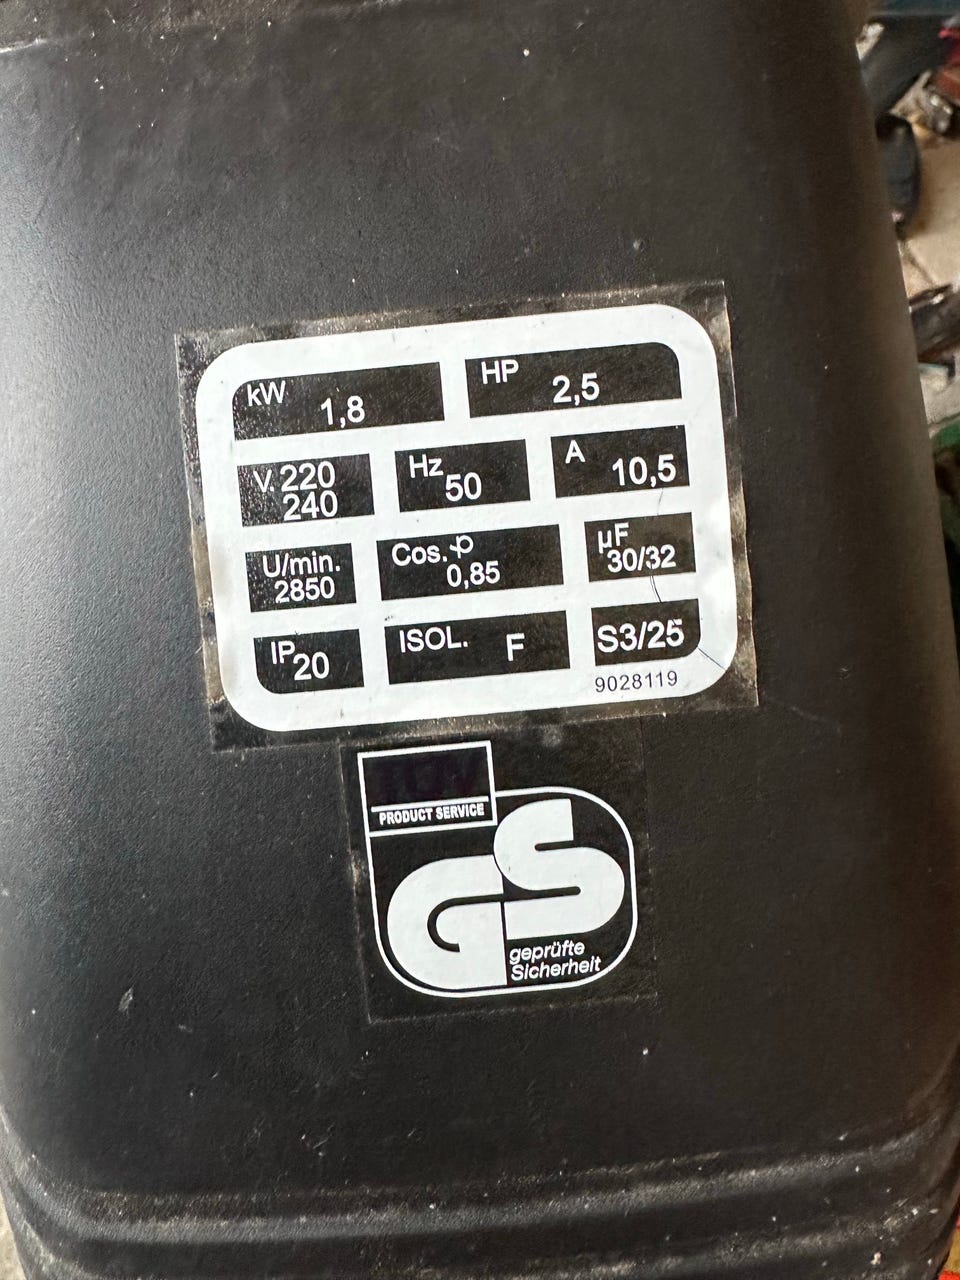 kW 1,8
HP 2,5
V. 220
240
Hz 50
A 10,5
U/min.
2850
Cos.φ
0,85
µF
30/32
IP 20
ISOL. F
S3/25
9028119
PRODUCT SERVICE
GS
geprüfte
Sicherheit